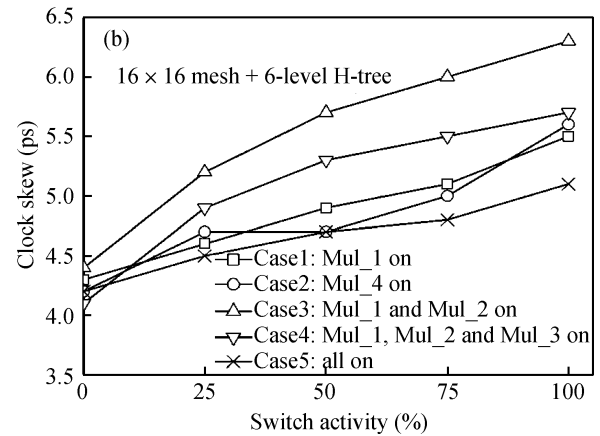 (b)
16 × 16 mesh + 6-level H-tree
6.5
6.0
5.5
5.0
4.5
4.0
3.5
Clock skew (ps)
Case1: Mul_1 on
Case2: Mul_4 on
Case3: Mul_1 and Mul_2 on
Case4: Mul_1, Mul_2 and Mul_3 on
Case5: all on
0 25 50 75 100
Switch activity (%)